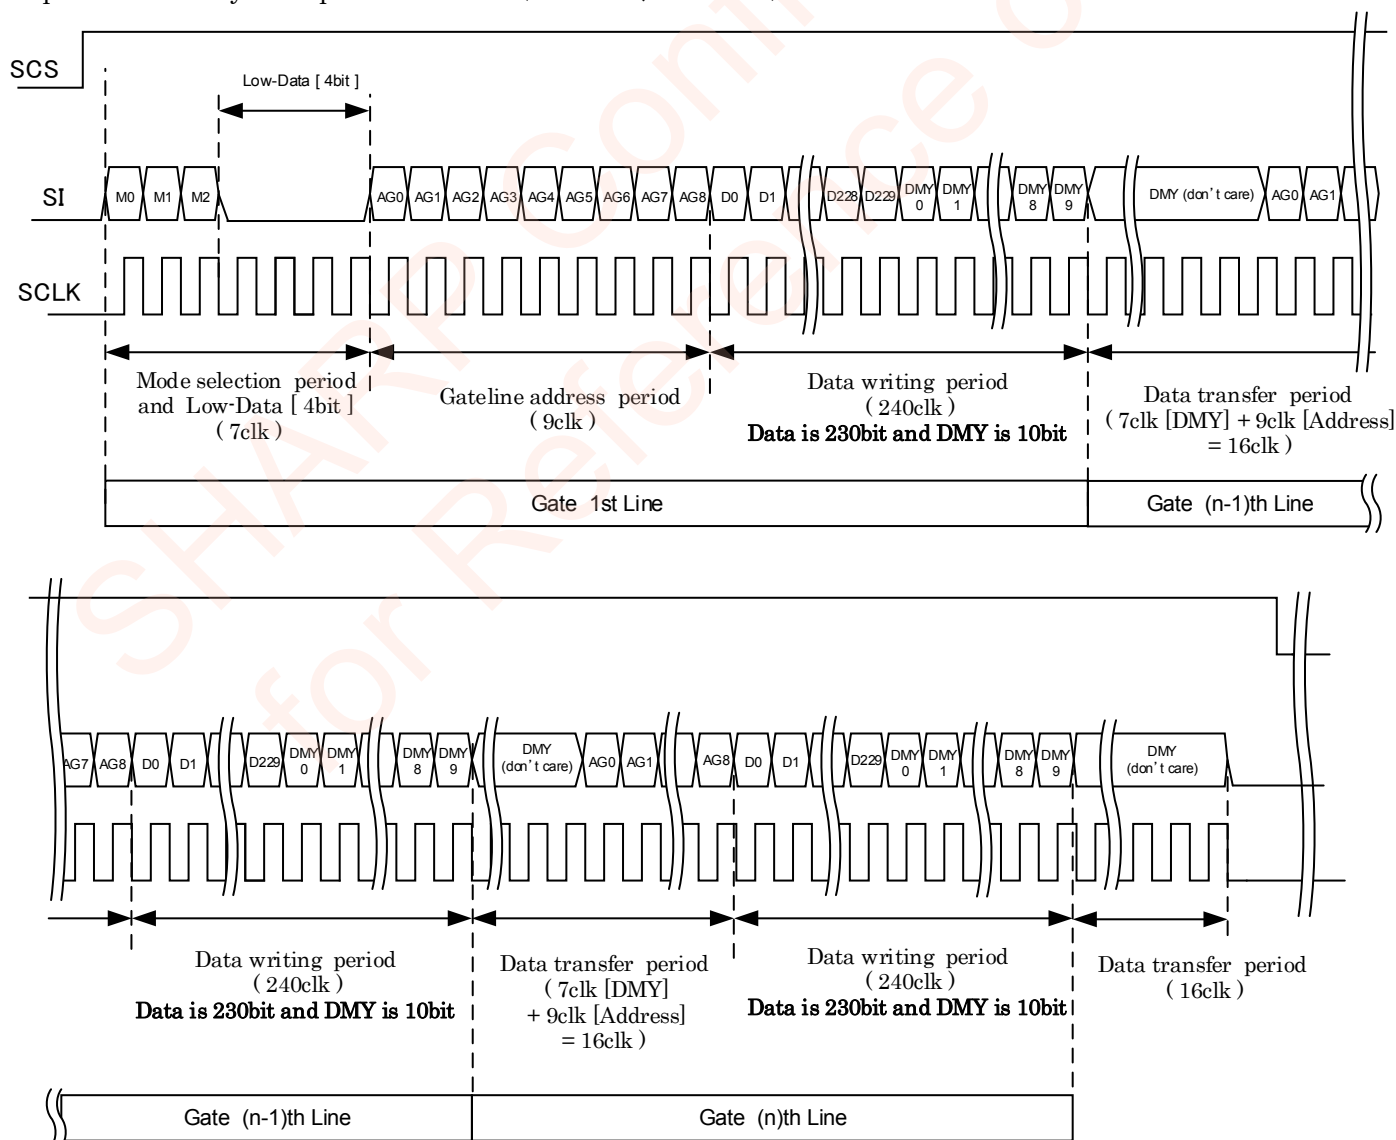 SCS
Low-Data [ 4bit ]
SI
M0 M1 M2 AG0 AG1 AG2 AG3 AG4 AG5 AG6 AG7 AG8 D0 D1 D228 D229 DMY 0 DMY 1 DMY 8 DMY 9 DMY (don't care) AG0 AG1
SCLK
Mode selection period
and Low-Data [ 4bit ]
( 7clk )
Gateline address period
( 9clk )
Data writing period
( 240clk )
Data is 230bit and DMY is 10bit
Data transfer period
( 7clk [DMY] + 9clk [Address]
= 16clk )
Gate 1st Line
Gate (n-1)th Line
AG7 AG8 D0 D1 D229 DMY 0 DMY 1 DMY 8 DMY 9 DMY (don't care) AG0 AG1 AG8 D0 D1 D229 DMY 0 DMY 1 DMY 8 DMY 9 DMY (don't care)
Data writing period
( 240clk )
Data is 230bit and DMY is 10bit
Data transfer period
( 7clk [DMY]
+ 9clk [Address]
= 16clk )
Data writing period
( 240clk )
Data is 230bit and DMY is 10bit
Data transfer period
( 16clk )
Gate (n-1)th Line
Gate (n)th Line
SHARP
for Reference